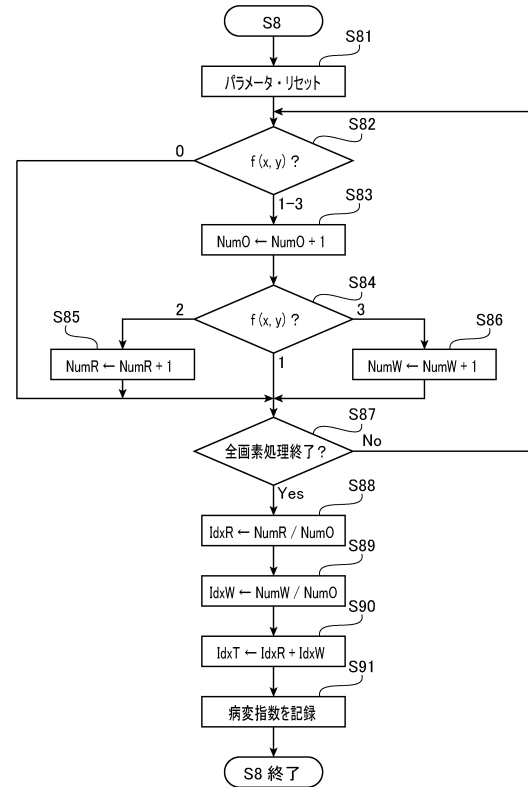 S8
S81
パラメータ・リセット
S82
0
f(x, y) ?
1-3
S83
NumO ← NumO + 1
S84
2
f(x, y) ?
3
S85
S86
NumR ← NumR + 1
1
NumW ← NumW + 1
S87
全画素処理終了?
No
Yes
S88
IdxR ← NumR / NumO
S89
IdxW ← NumW / NumO
S90
IdxT ← IdxR + IdxW
S91
病変指数を記録
S8 終了